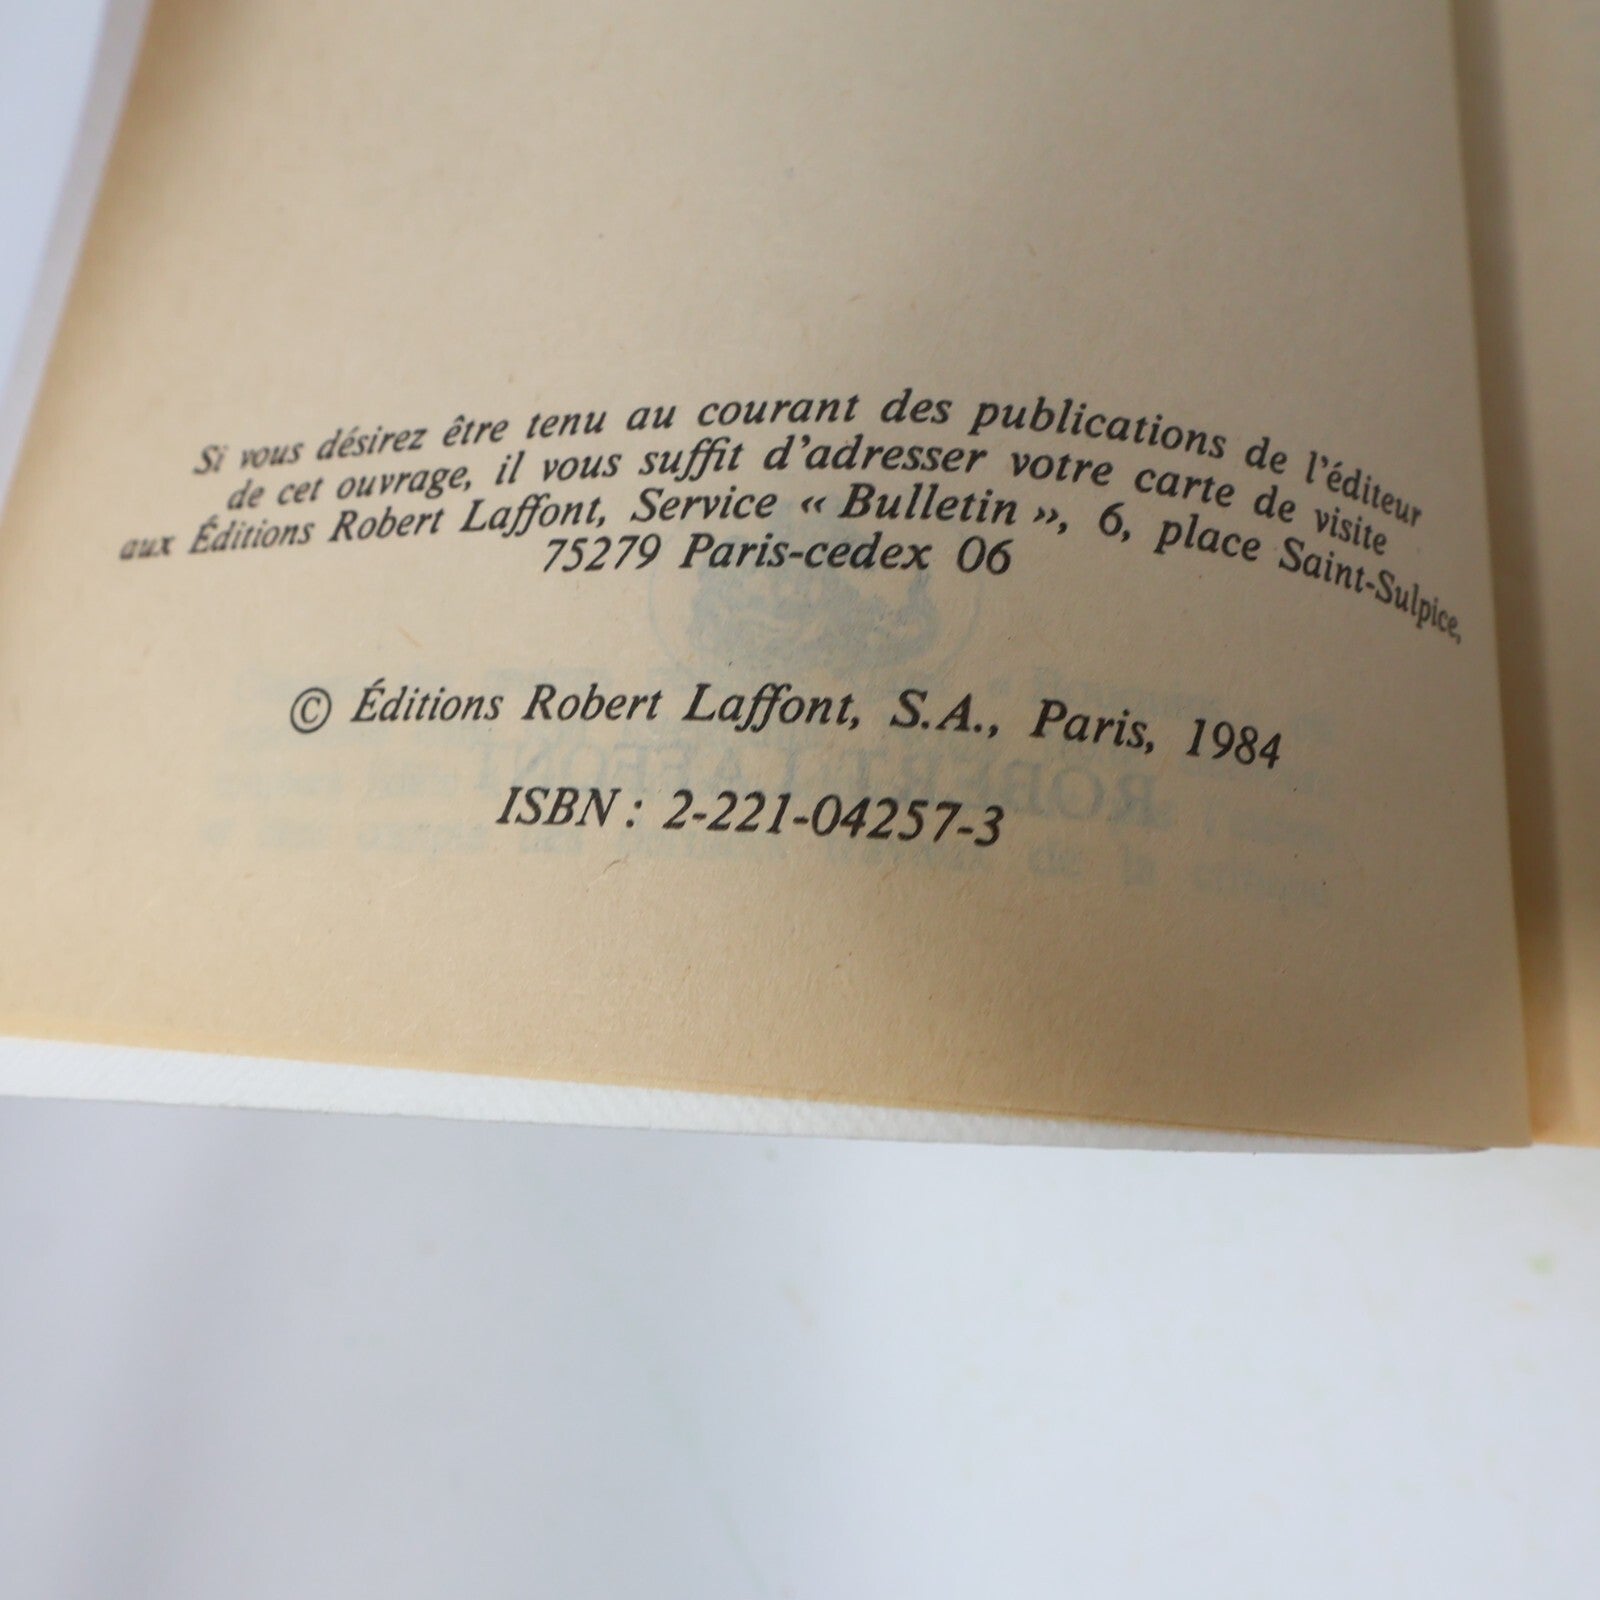 Si vous désirez être tenu au courant des publications de l'éditeur
de cet ouvrage, il vous suffit d'adresser votre carte de visite
aux Éditions Robert Laffont, Service « Bulletin », 6, place Saint-Sulpice,
75279 Paris-cedex 06
© Éditions Robert Laffont, S.A., Paris, 1984
ISBN : 2-221-04257-3
ROBERT LAFFONT